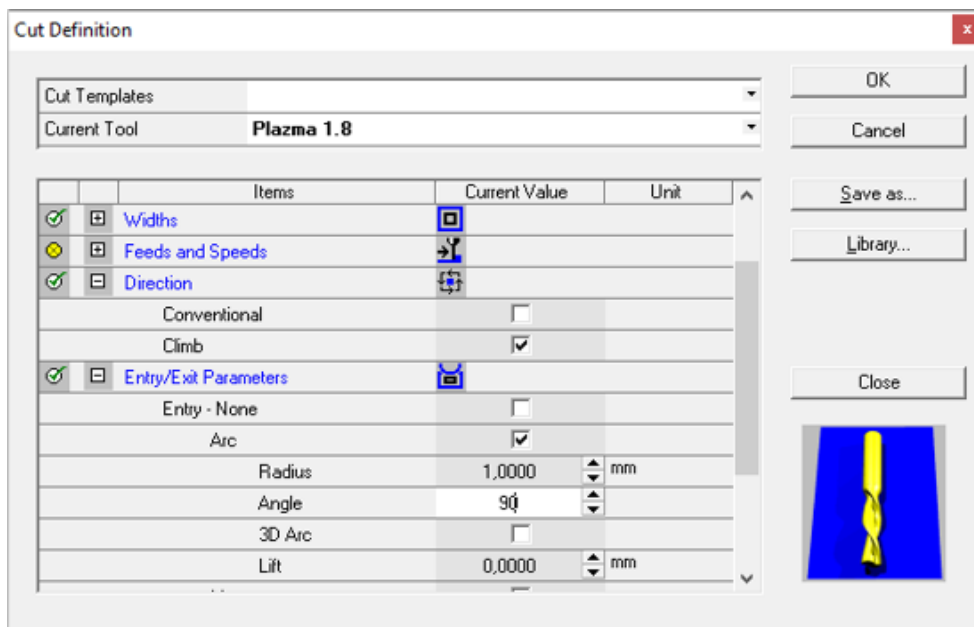 Cut Definition
x
Cut Templates
Current Tool Plazma 1.8
OK
Cancel
Save as...
Library...
Close
Items Current Value Unit
Widths
Feeds and Speeds
Direction
Conventional
Climb
Entry/Exit Parameters
Entry - None
Arc
Radius 1,0000 mm
Angle 90
3D Arc
Lift 0,0000 mm